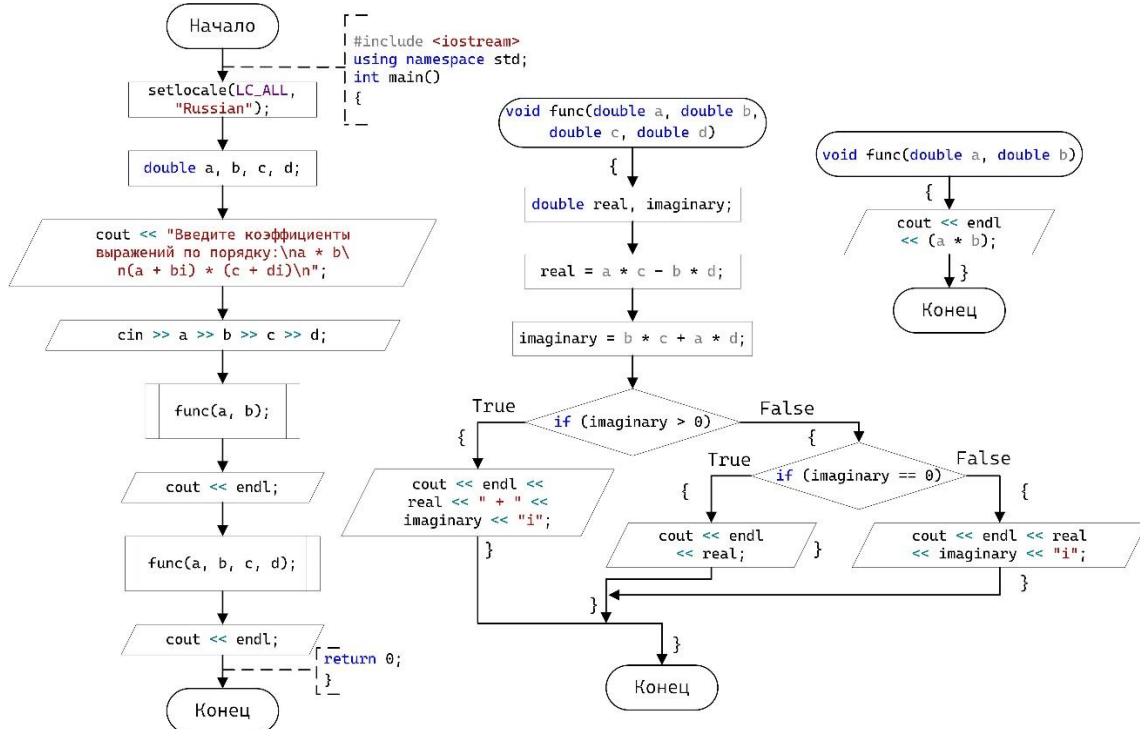 Начало
#include <iostream>
using namespace std;
int main()
{
setlocale(LC_ALL,
"Russian");
double a, b, c, d;
cout << "Введите коэффициенты
выражений по порядку:\na * b\
n(a + bi) * (c + di)\n";
cin >> a >> b >> c >> d;
func(a, b);
cout << endl;
func(a, b, c, d);
cout << endl;
return 0;
}
Конец
void func(double a, double b,
double c, double d)
{
double real, imaginary;
real = a * c - b * d;
imaginary = b * c + a * d;
if (imaginary > 0)
True
False
{
cout << endl <<
real << " + " <<
imaginary << "i";
}
{
if (imaginary == 0)
True
False
{
cout << endl
<< real;
}
{
cout << endl << real
<< imaginary << "i";
}
}
}
Конец
void func(double a, double b)
{
cout << endl
<< (a * b);
}
Конец